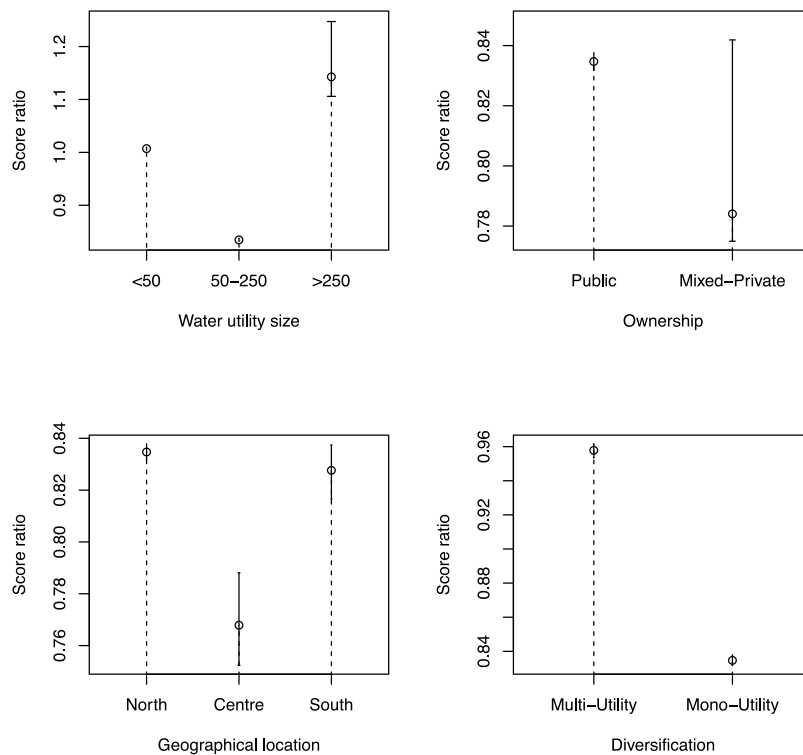 Score ratio
1.2
1.1
1.0
0.9
<50
50−250
>250
Water utility size
Score ratio
0.84
0.82
0.80
0.78
Public
Mixed−Private
Ownership
Score ratio
0.84
0.82
0.80
0.78
0.76
North
Centre
South
Geographical location
Score ratio
0.96
0.92
0.88
0.84
Multi−Utility
Mono−Utility
Diversification